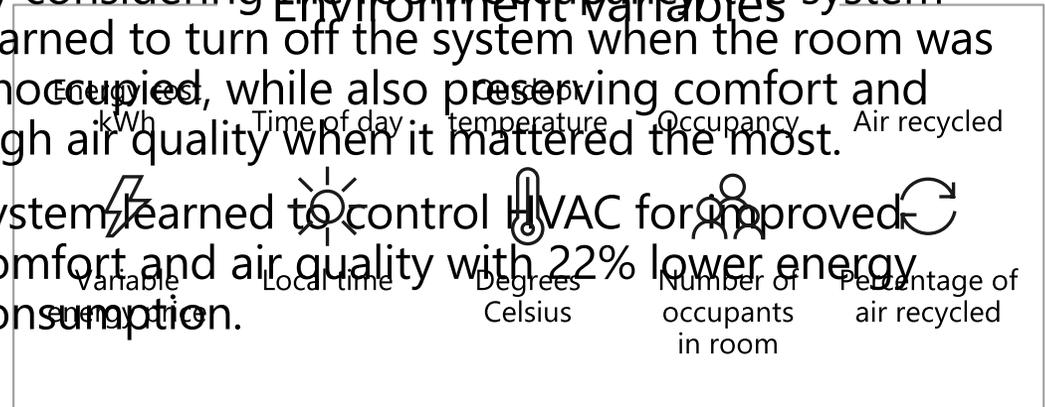 Environment variables
considering the
system
arned to turn off the system when the room was
noccupied, while also preserving comfort and
gh air quality when it mattered the most.
ystem learned to control HVAC for improved
omfort and air quality with 22% lower energy
onsumption.
Energy cost
kWh
Time of day
Outdoor
temperature
Occupancy
Air recycled
Variable
energy price
Local time
Degrees
Celsius
Number of
occupants
in room
Percentage of
air recycled